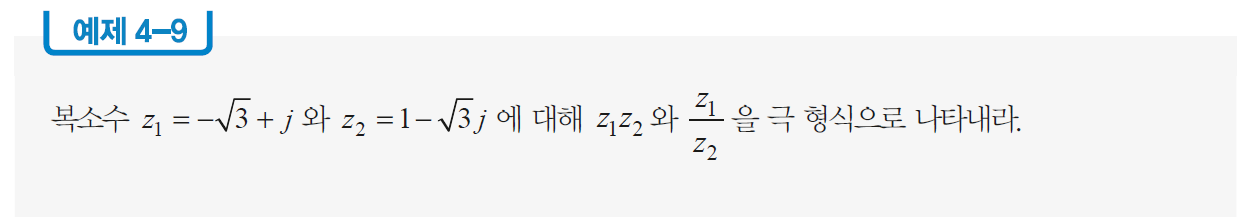 예제 4-9
복소수 z₁ = −√3 + j 와 z₂ = 1 − √3j 에 대해 z₁z₂ 와 z₁/z₂ 을 극 형식으로 나타내라.